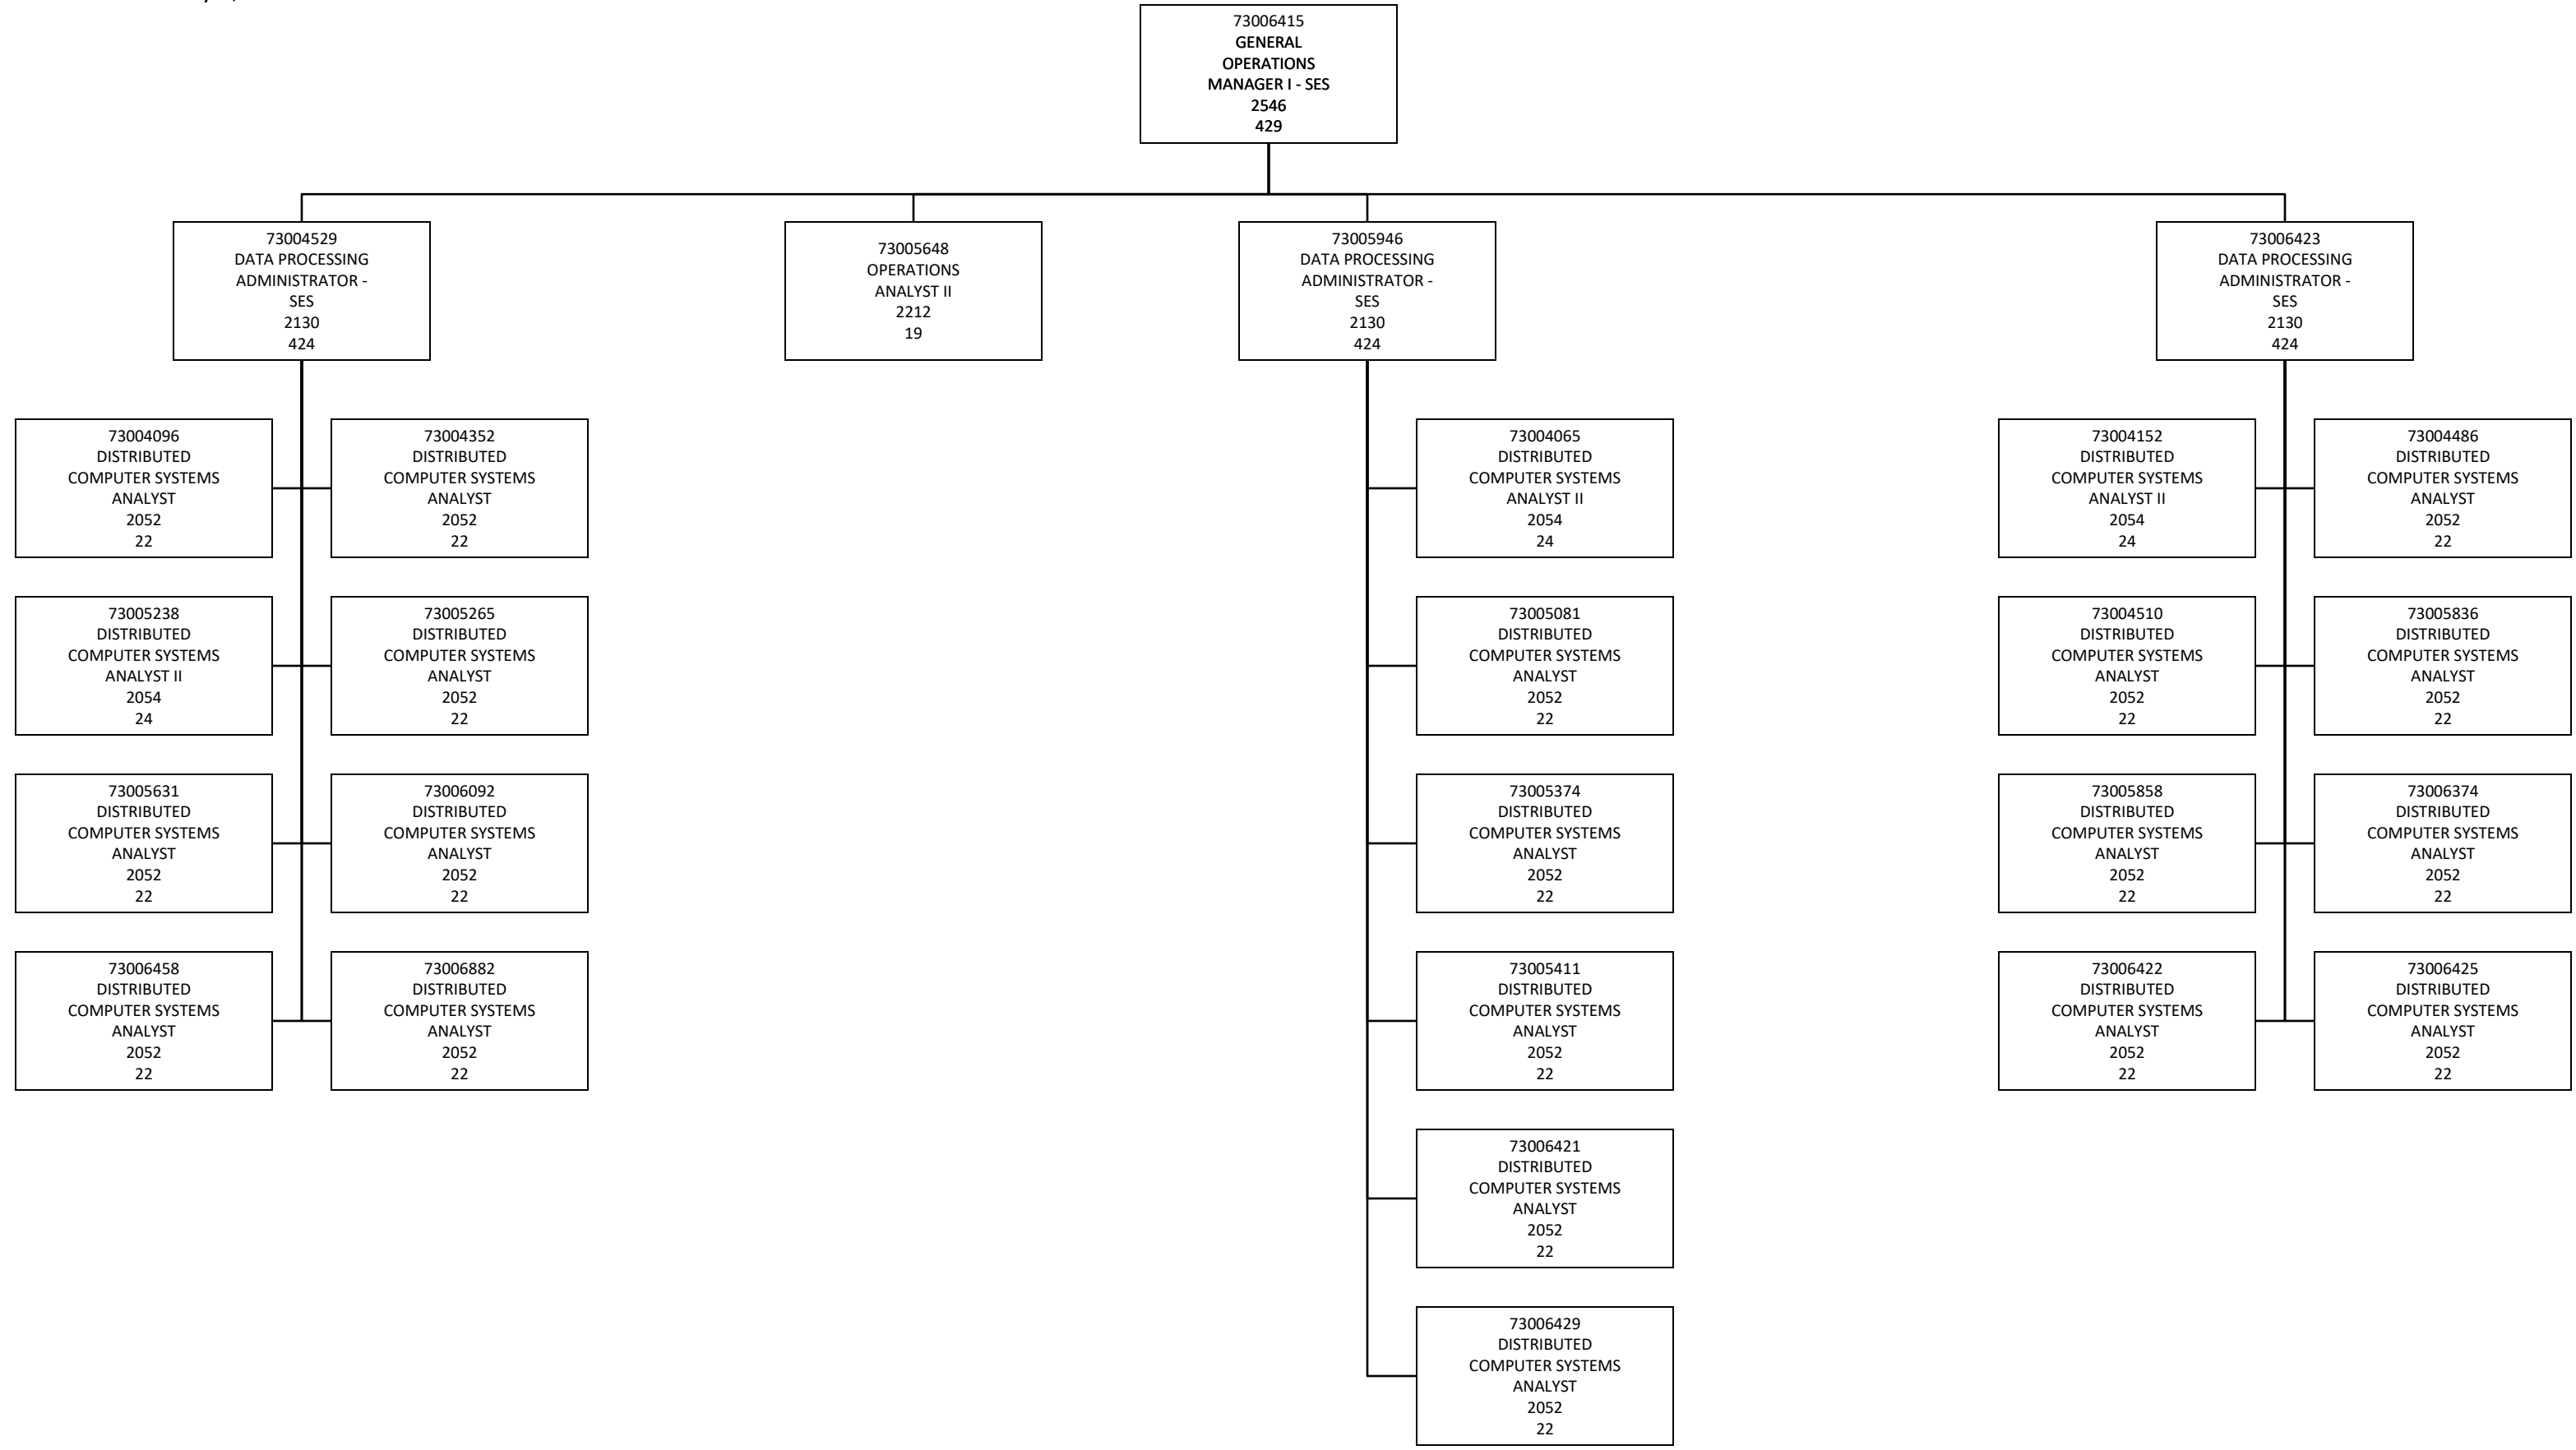 73006415
GENERAL
OPERATIONS
MANAGER I - SES
2546
429
73004529
DATA PROCESSING
ADMINISTRATOR -
SES
2130
424
73005648
OPERATIONS
ANALYST II
2212
19
73005946
DATA PROCESSING
ADMINISTRATOR -
SES
2130
424
73006423
DATA PROCESSING
ADMINISTRATOR -
SES
2130
424
73004096
DISTRIBUTED
COMPUTER SYSTEMS
ANALYST
2052
22
73004352
DISTRIBUTED
COMPUTER SYSTEMS
ANALYST
2052
22
73004065
DISTRIBUTED
COMPUTER SYSTEMS
ANALYST II
2054
24
73004152
DISTRIBUTED
COMPUTER SYSTEMS
ANALYST II
2054
24
73004486
DISTRIBUTED
COMPUTER SYSTEMS
ANALYST
2052
22
73005238
DISTRIBUTED
COMPUTER SYSTEMS
ANALYST II
2054
24
73005265
DISTRIBUTED
COMPUTER SYSTEMS
ANALYST
2052
22
73005081
DISTRIBUTED
COMPUTER SYSTEMS
ANALYST
2052
22
73004510
DISTRIBUTED
COMPUTER SYSTEMS
ANALYST
2052
22
73005836
DISTRIBUTED
COMPUTER SYSTEMS
ANALYST
2052
22
73005631
DISTRIBUTED
COMPUTER SYSTEMS
ANALYST
2052
22
73006092
DISTRIBUTED
COMPUTER SYSTEMS
ANALYST
2052
22
73005374
DISTRIBUTED
COMPUTER SYSTEMS
ANALYST
2052
22
73005858
DISTRIBUTED
COMPUTER SYSTEMS
ANALYST
2052
22
73006374
DISTRIBUTED
COMPUTER SYSTEMS
ANALYST
2052
22
73006458
DISTRIBUTED
COMPUTER SYSTEMS
ANALYST
2052
22
73006882
DISTRIBUTED
COMPUTER SYSTEMS
ANALYST
2052
22
73005411
DISTRIBUTED
COMPUTER SYSTEMS
ANALYST
2052
22
73006422
DISTRIBUTED
COMPUTER SYSTEMS
ANALYST
2052
22
73006425
DISTRIBUTED
COMPUTER SYSTEMS
ANALYST
2052
22
73006421
DISTRIBUTED
COMPUTER SYSTEMS
ANALYST
2052
22
73006429
DISTRIBUTED
COMPUTER SYSTEMS
ANALYST
2052
22